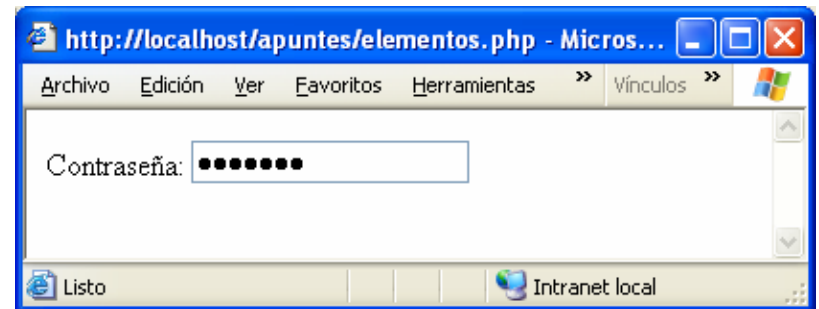 http://localhost/apuntes/elementos.php - Micros...
Archivo Edición Ver Favoritos Herramientas » Vínculos »
Contraseña: •••••••
Listo Intranet local